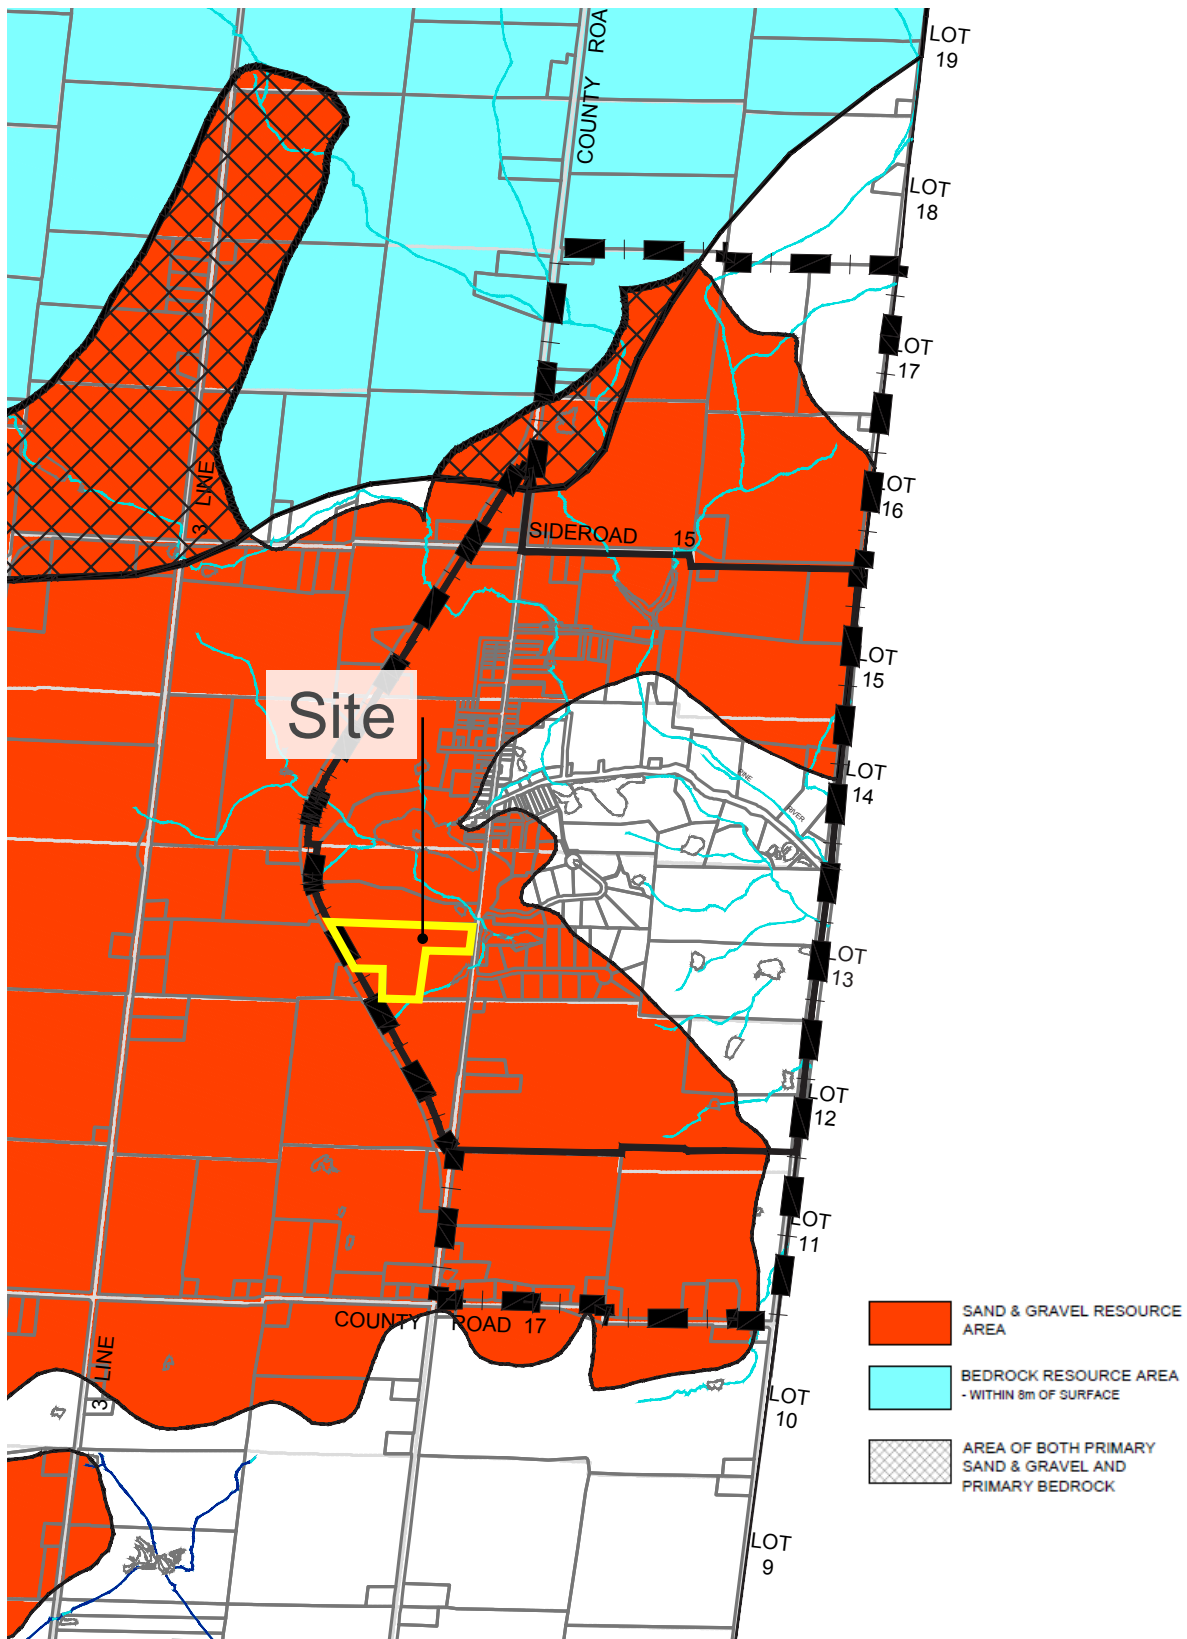 LOT
19
COUNTY ROA
LOT
18
LOT
17
3 LINE
LOT
16
SIDEROAD 15
LOT
15
Site
LOT
14
PINE
RIVER
LOT
13
LOT
12
LOT
11
SAND & GRAVEL RESOURCE
AREA
COUNTY ROAD 17
3 LINE
BEDROCK RESOURCE AREA
- WITHIN 8m OF SURFACE
LOT
10
AREA OF BOTH PRIMARY
SAND & GRAVEL AND
PRIMARY BEDROCK
LOT
9